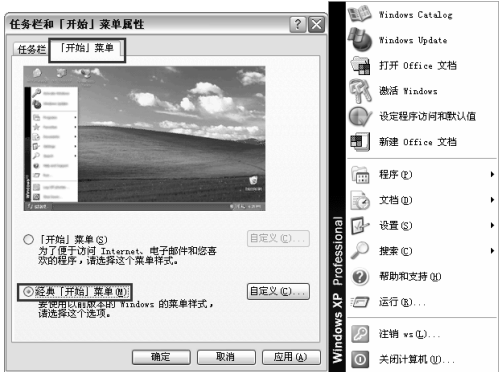 任务栏和「开始」菜单属性
任务栏
「开始」菜单
「开始」菜单(S)
为了便于访问 Internet、电子邮件和您喜
欢的程序，请选择这个菜单样式。
自定义(C)...
经典「开始」菜单(M)
要使用以前版本的 Windows 的菜单样式，
请选择这个选项。
自定义(C)...
确定
取消
应用(A)
Windows Catalog
Windows Update
打开 Office 文档
激活 Windows
设定程序访问和默认值
新建 Office 文档
程序(P)
文档(D)
设置(S)
搜索(C)
帮助和支持(H)
运行(R)...
注销 ws(L)...
关闭计算机(U)...
Windows XP Professional